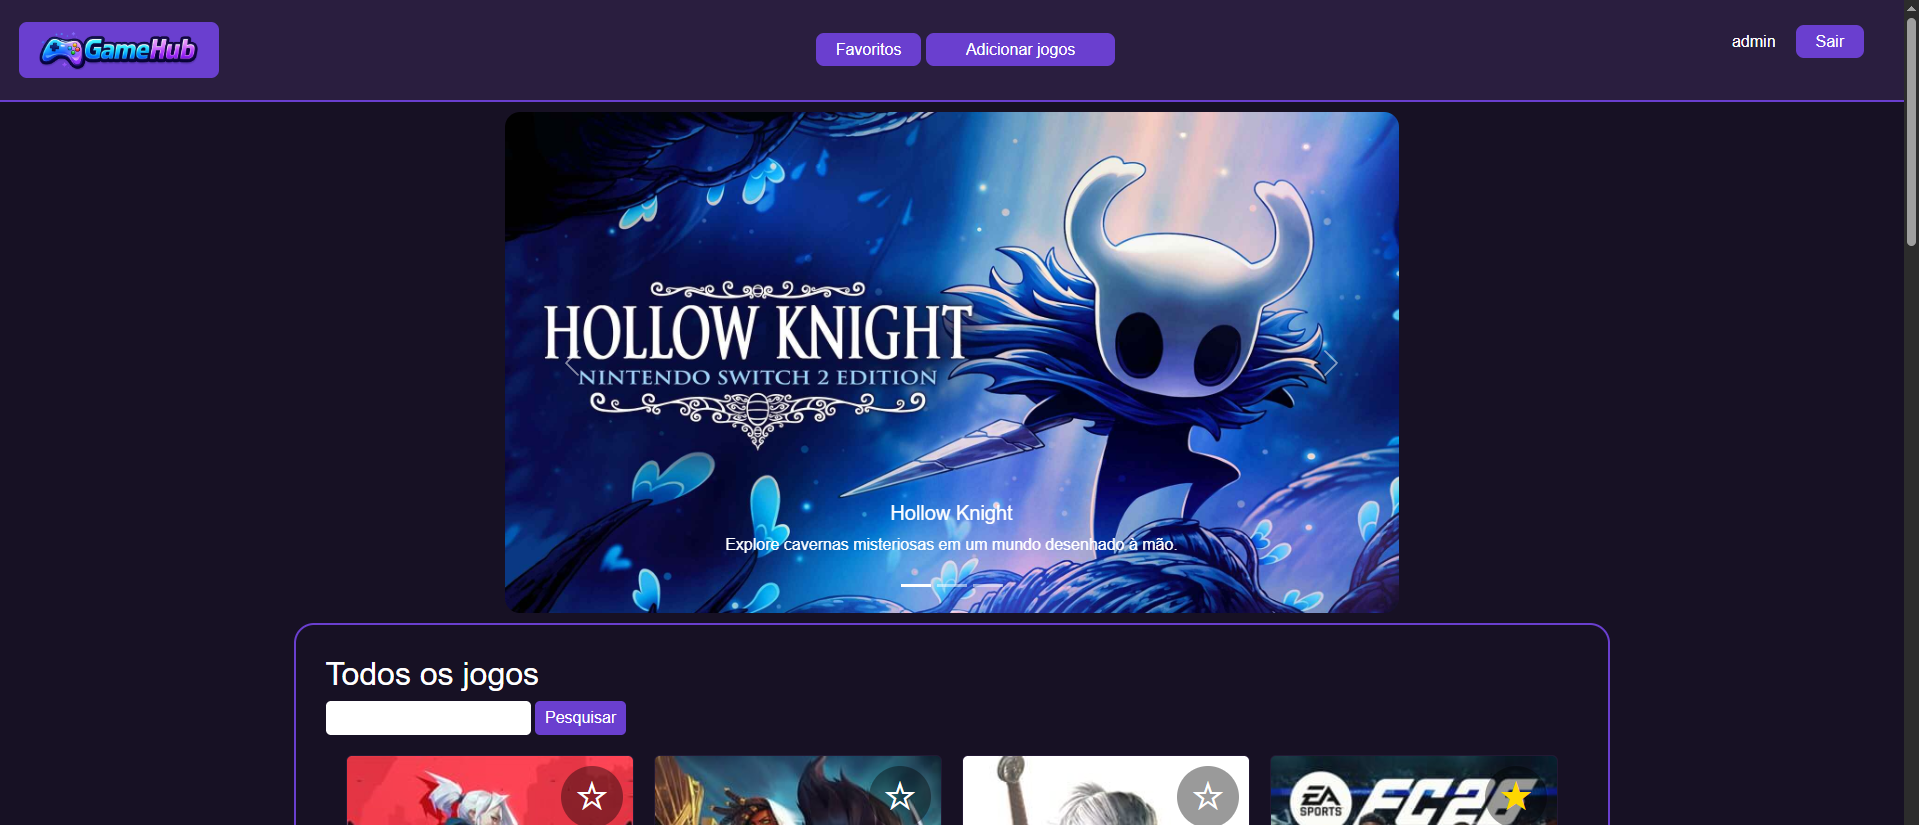 GameHub
Favoritos
Adicionar jogos
admin
Sair
HOLLOW KNIGHT
NINTENDO SWITCH 2 EDITION
Hollow Knight
Explore cavernas misteriosas em um mundo desenhado à mão.
Todos os jogos
Pesquisar
EA
SPORTS
FC26